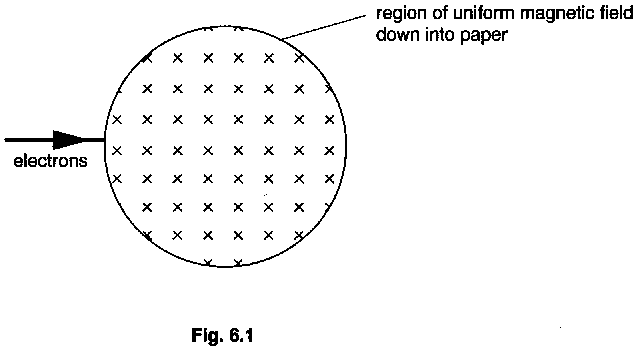 region of uniform magnetic field
down into paper
electrons
Fig. 6.1